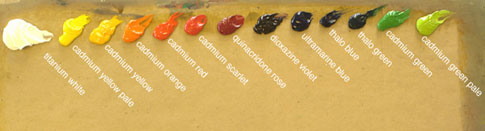 titanium white
cadmium yellow pale
cadmium yellow
cadmium orange
cadmium red
cadmium scarlet
quinacridone rose
dioxazine violet
ultramarine blue
thalo blue
thalo green
cadmium green
cadmium green pale